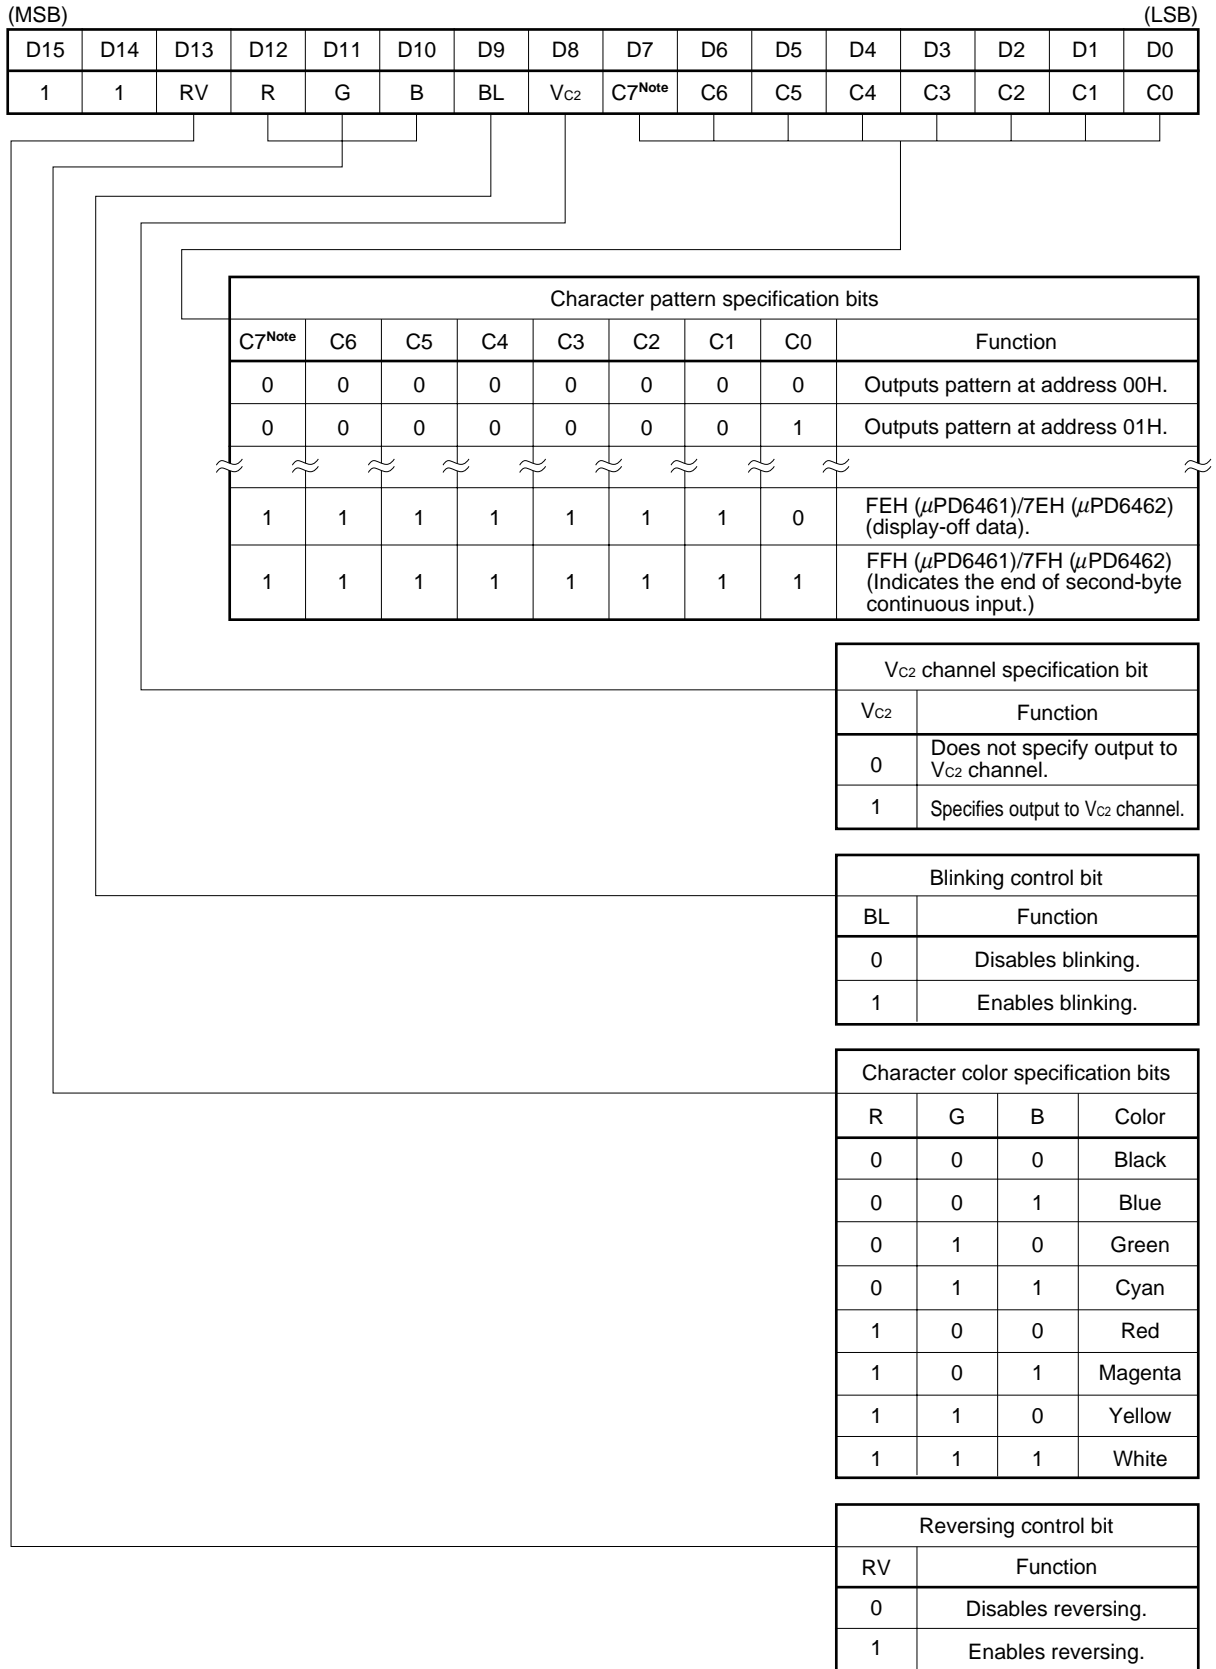 (MSB) (LSB)
D15 D14 D13 D12 D11 D10 D9 D8 D7 D6 D5 D4 D3 D2 D1 D0
1 1 RV R G B BL VC2 C7Note C6 C5 C4 C3 C2 C1 C0
Character pattern specification bits
C7Note C6 C5 C4 C3 C2 C1 C0 Function
0 0 0 0 0 0 0 0 Outputs pattern at address 00H.
0 0 0 0 0 0 0 1 Outputs pattern at address 01H.
1 1 1 1 1 1 1 0 FEH (μPD6461)/7EH (μPD6462)
(display-off data).
1 1 1 1 1 1 1 1 FFH (μPD6461)/7FH (μPD6462)
(Indicates the end of second-byte
continuous input.)
VC2 channel specification bit
VC2 Function
0 Does not specify output to
VC2 channel.
1 Specifies output to VC2 channel.
Blinking control bit
BL Function
0 Disables blinking.
1 Enables blinking.
Character color specification bits
R G B Color
0 0 0 Black
0 0 1 Blue
0 1 0 Green
0 1 1 Cyan
1 0 0 Red
1 0 1 Magenta
1 1 0 Yellow
1 1 1 White
Reversing control bit
RV Function
0 Disables reversing.
1 Enables reversing.